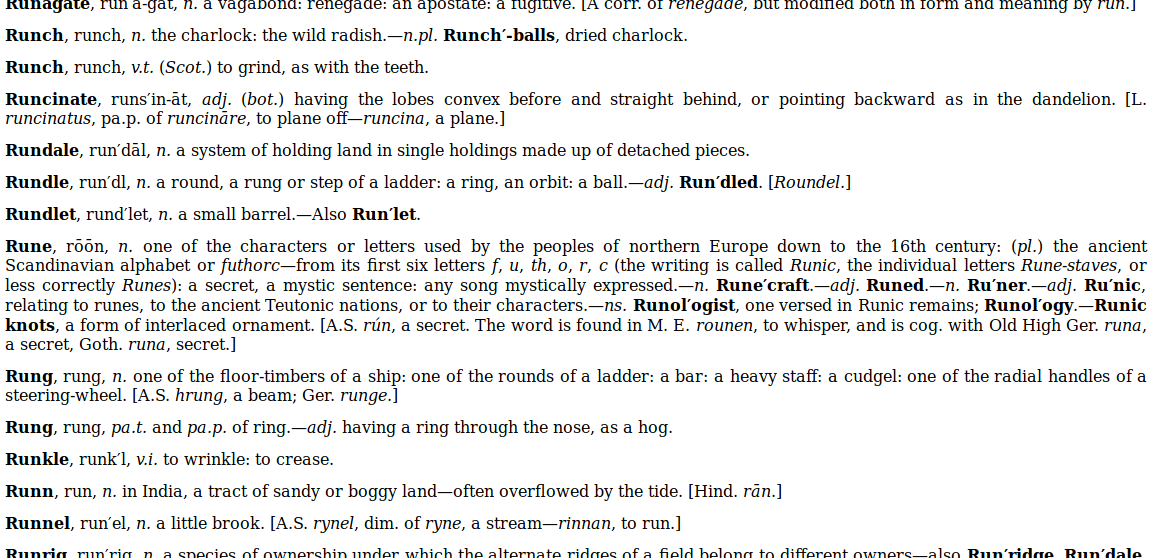 Runagate, run′a-gāt, n. a vagabond: renegade: an apostate: a fugitive. [A corr. of renegade, but modified both in form and meaning by run.]
Runch, runch, n. the charlock: the wild radish.—n.pl. Runch′-balls, dried charlock.
Runch, runch, v.t. (Scot.) to grind, as with the teeth.
Runcinate, runs′in-āt, adj. (bot.) having the lobes convex before and straight behind, or pointing backward as in the dandelion. [L.
runcinatus, pa.p. of runcināre, to plane off—runcina, a plane.]
Rundale, run′dāl, n. a system of holding land in single holdings made up of detached pieces.
Rundle, run′dl, n. a round, a rung or step of a ladder: a ring, an orbit: a ball.—adj. Run′dled. [Roundel.]
Rundlet, rund′let, n. a small barrel.—Also Run′let.
Rune, rōōn, n. one of the characters or letters used by the peoples of northern Europe down to the 16th century: (pl.) the ancient
Scandinavian alphabet or futhorc—from its first six letters f, u, th, o, r, c (the writing is called Runic, the individual letters Rune-staves, or
less correctly Runes): a secret, a mystic sentence: any song mystically expressed.—n. Rune′craft.—adj. Runed.—n. Ru′ner.—adj. Ru′nic,
relating to runes, to the ancient Teutonic nations, or to their characters.—ns. Runol′ogist, one versed in Runic remains; Runol′ogy.—Runic
knots, a form of interlaced ornament. [A.S. rún, a secret. The word is found in M. E. rounen, to whisper, and is cog. with Old High Ger. runa,
a secret, Goth. runa, secret.]
Rung, rung, n. one of the floor-timbers of a ship: one of the rounds of a ladder: a bar: a heavy staff: a cudgel: one of the radial handles of a
steering-wheel. [A.S. hrung, a beam; Ger. runge.]
Rung, rung, pa.t. and pa.p. of ring.—adj. having a ring through the nose, as a hog.
Runkle, runk′l, v.i. to wrinkle: to crease.
Runn, run, n. in India, a tract of sandy or boggy land—often overflowed by the tide. [Hind. rān.]
Runnel, run′el, n. a little brook. [A.S. rynel, dim. of ryne, a stream—rinnan, to run.]
Runrig, run′rig, n. a species of ownership under which the alternate ridges of a field belong to different owners—also Run′ridge, Run′dale.